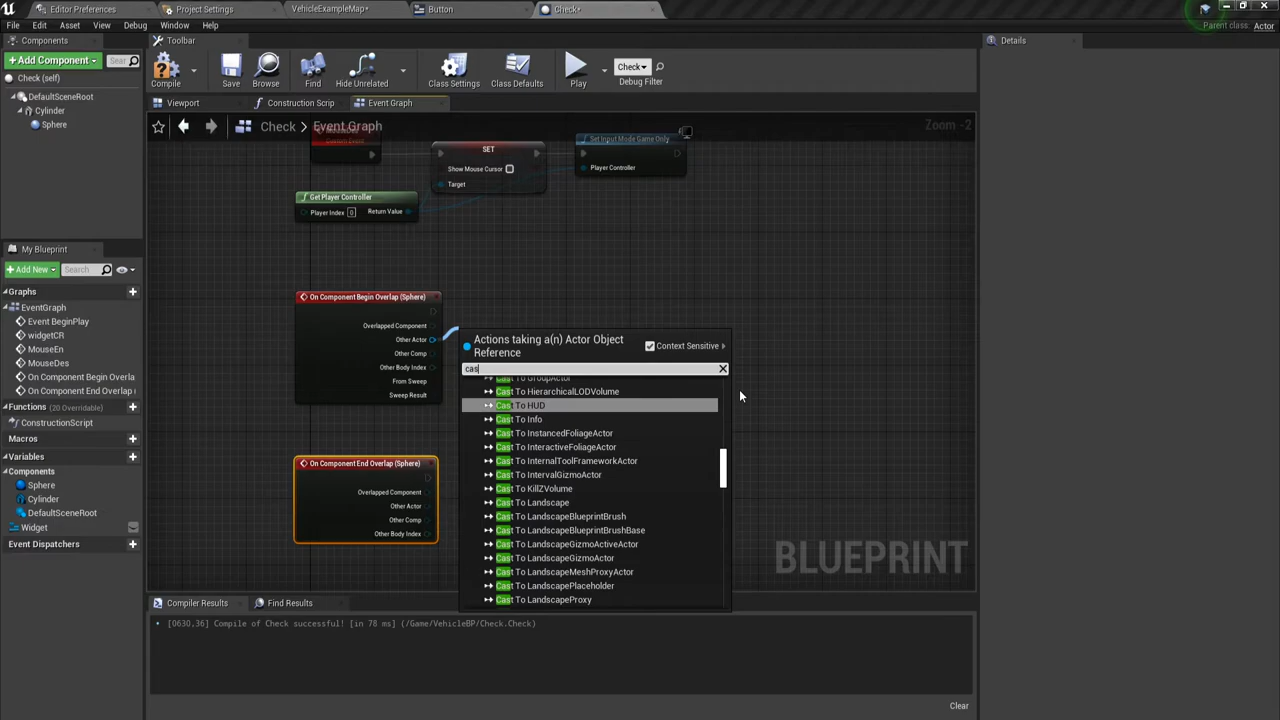 Editor Preferences
Project Settings
VehicleExampleMap*
Button
Check*
File
Edit
Asset
View
Debug
Window
Help
Parent class: Actor
Components
+Add Component
Search
Check (self)
DefaultSceneRoot
Cylinder
Sphere
Toolbar
Compile
Save
Browse
Find
Hide Unrelated
Class Settings
Class Defaults
Play
Check
Debug Filter
Details
Viewport
Construction Scrip
Event Graph
Check > Event Graph
Zoom -2
Custom Event
SET
Show Mouse Cursor
Target
Set Input Mode Game Only
Player Controller
Get Player Controller
Player Index 0
Return Value
My Blueprint
+Add New
Search
Graphs
EventGraph
Event BeginPlay
widgetCR
MouseEn
MouseDes
On Component Begin Overlap
On Component End Overlap (
Functions (20 Overridable)
ConstructionScript
Macros
Variables
Components
Sphere
Cylinder
DefaultSceneRoot
Widget
Event Dispatchers
On Component Begin Overlap (Sphere)
Overlapped Component
Other Actor
Other Comp
Other Body Index
From Sweep
Sweep Result
On Component End Overlap (Sphere)
Overlapped Component
Other Actor
Other Comp
Other Body Index
Actions taking a(n) Actor Object
Reference
Context Sensitive
cas
Cast To GroupActor
Cast To HierarchicalLODVolume
Cast To HUD
Cast To Info
Cast To InstancedFoliageActor
Cast To InteractiveFoliageActor
Cast To InternalToolFrameworkActor
Cast To IntervalGizmoActor
Cast To KillZVolume
Cast To Landscape
Cast To LandscapeBlueprintBrush
Cast To LandscapeBlueprintBrushBase
Cast To LandscapeGizmoActiveActor
Cast To LandscapeGizmoActor
Cast To LandscapeMeshProxyActor
Cast To LandscapePlaceholder
Cast To LandscapeProxy
BLUEPRINT
Compiler Results
Find Results
[0630.36] Compile of Check successful! [in 78 ms] (/Game/VehicleBP/Check.Check)
Clear